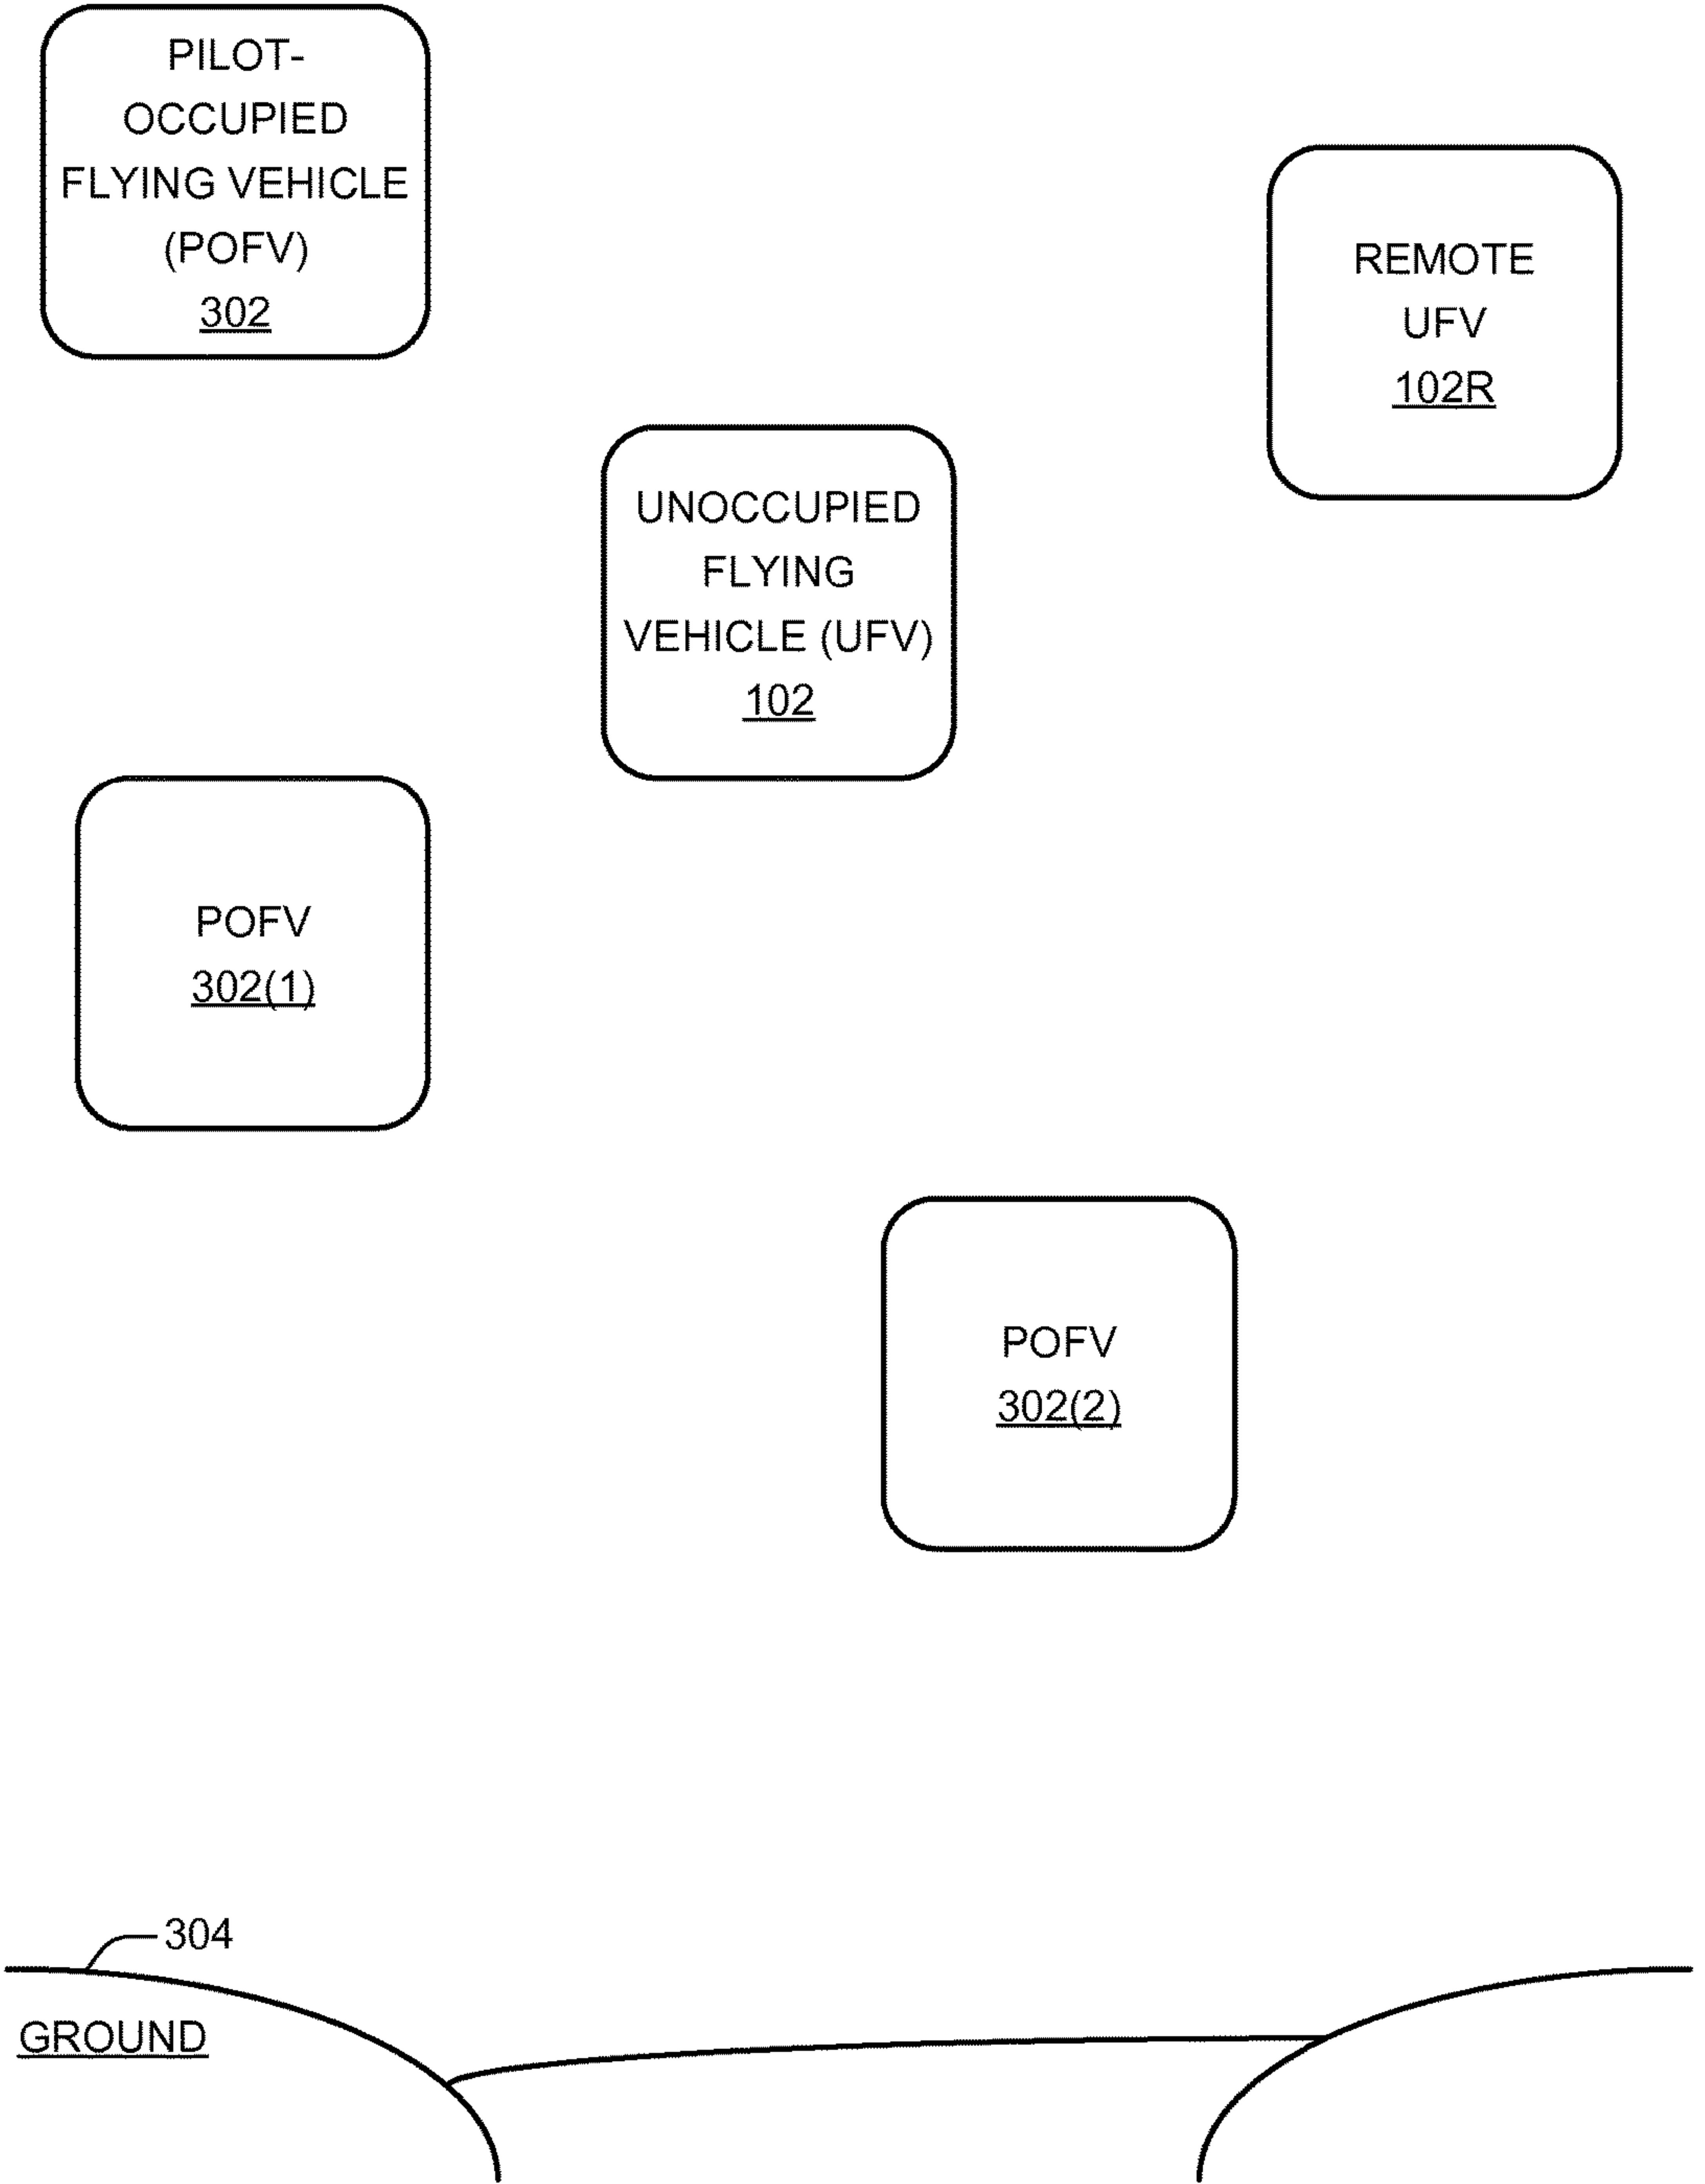 PILOT-
OCCUPIED
FLYING VEHICLE
(POFV)
302
REMOTE
UFV
102R
UNOCCUPIED
FLYING
VEHICLE (UFV)
102
POFV
302(1)
POFV
302(2)
304
GROUND